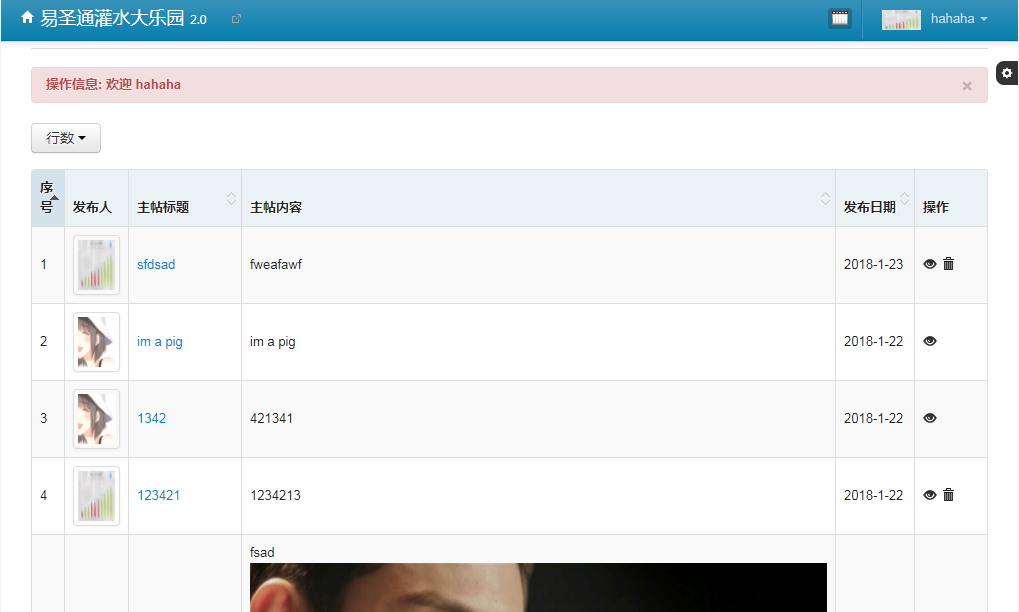 易圣通灌水大乐园 2.0
hahaha
操作信息: 欢迎 hahaha
×
行数
序号 发布人 主帖标题 主帖内容 发布日期 操作
1 sfdsad fweafawf 2018-1-23
2 im a pig im a pig 2018-1-22
3 1342 421341 2018-1-22
4 123421 1234213 2018-1-22
fsad